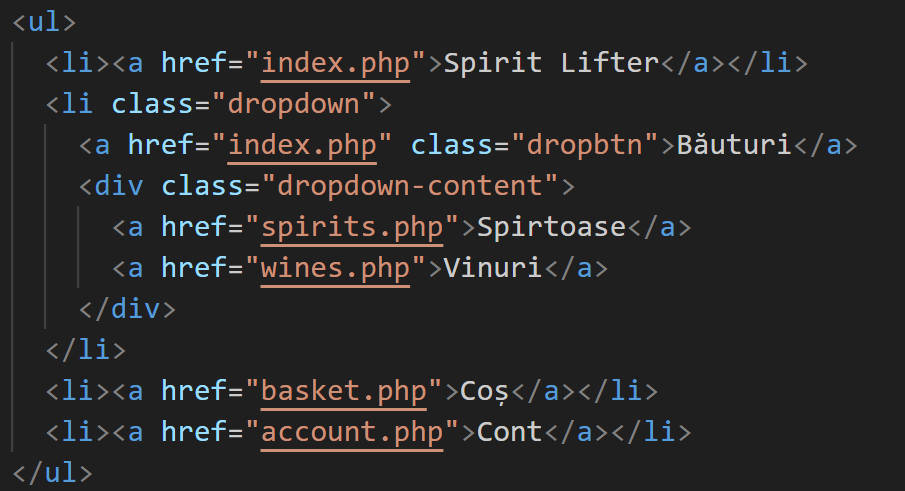 <ul>
<li><a href="index.php">Spirit Lifter</a></li>
<li class="dropdown">
<a href="index.php" class="dropbtn">Băuturi</a>
<div class="dropdown-content">
<a href="spirits.php">Spirtoase</a>
<a href="wines.php">Vinuri</a>
</div>
</li>
<li><a href="basket.php">Coș</a></li>
<li><a href="account.php">Cont</a></li>
</ul>